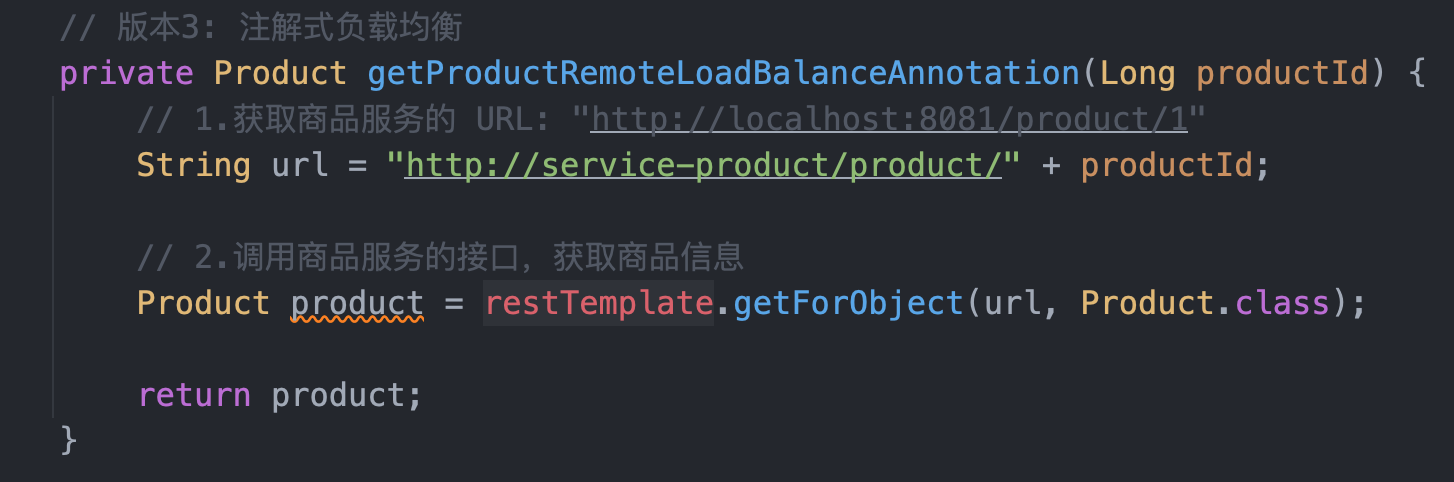 // 版本3: 注解式负载均衡
private Product getProductRemoteLoadBalanceAnnotation(Long productId) {
// 1.获取商品服务的 URL: "http://localhost:8081/product/1"
String url = "http://service-product/product/" + productId;
// 2.调用商品服务的接口，获取商品信息
Product product = restTemplate.getForObject(url, Product.class);
return product;
}